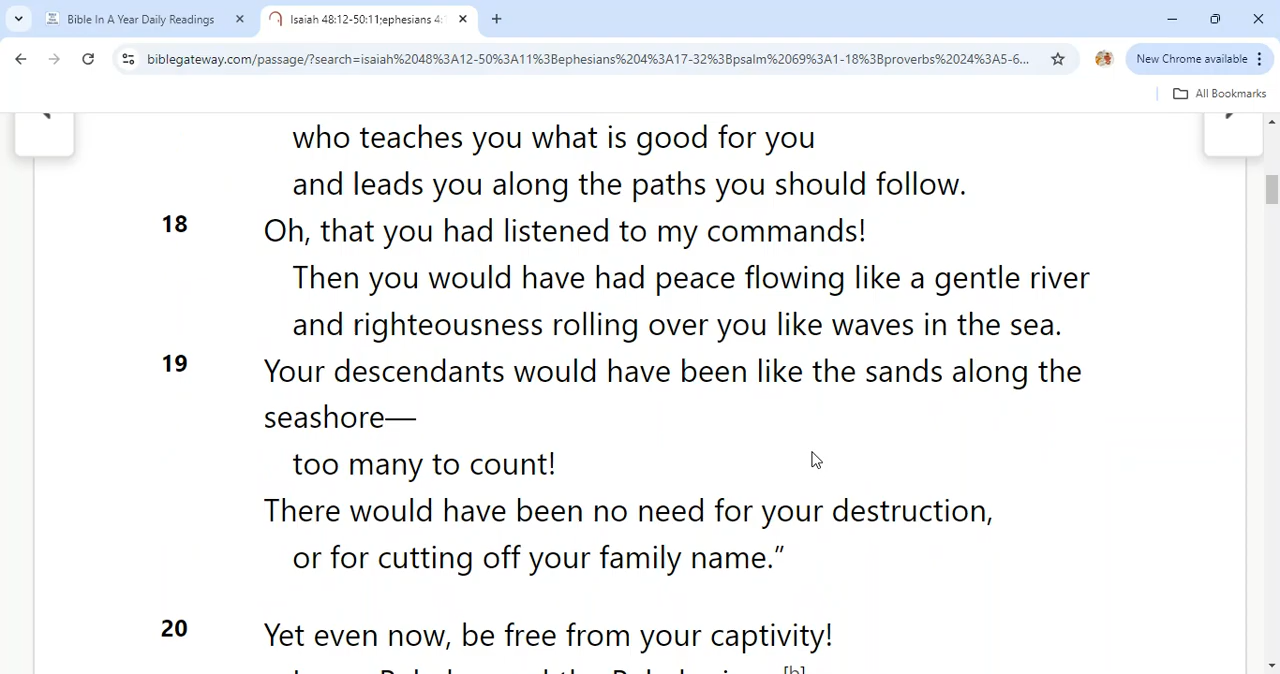 Bible In A Year Daily Readings
Isaiah 48:12-50:11;ephesians 4:
New Chrome available
biblegateway.com/passage/?search=isaiah%2048%3A12-50%3A11%3Bephesians%204%3A17-32%3Bpsalm%2069%3A1-18%3Bproverbs%2024%3A5-6...
All Bookmarks
who teaches you what is good for you
and leads you along the paths you should follow.
18 Oh, that you had listened to my commands!
Then you would have had peace flowing like a gentle river
and righteousness rolling over you like waves in the sea.
19 Your descendants would have been like the sands along the
seashore—
too many to count!
There would have been no need for your destruction,
or for cutting off your family name.”
20 Yet even now, be free from your captivity!
[h]